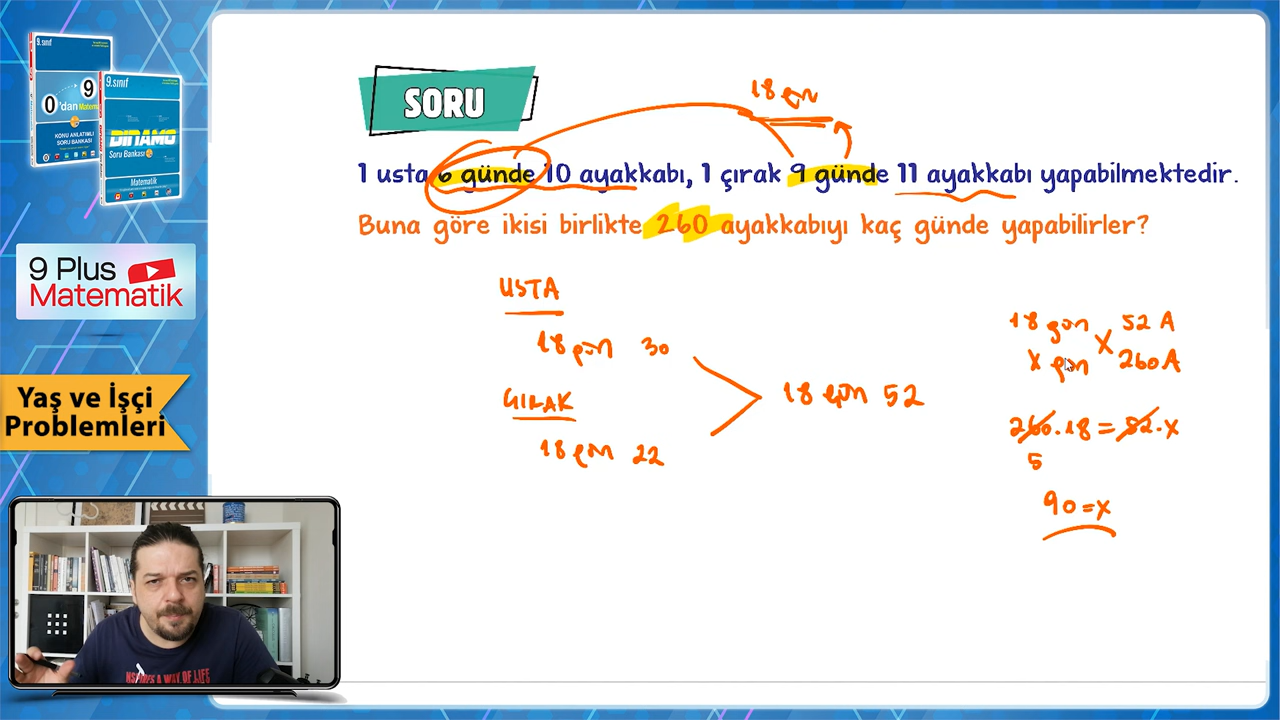 9.sınıf
0'dan 9
Matematik
KONU ANLATIMLI
SORU BANKASI
9.sınıf
DİNAMO
Soru Bankası
Matematik
9 Plus
Matematik
Yaş ve İşçi
Problemleri
SORU
18 gün
1 usta 6 günde 10 ayakkabı, 1 çırak 9 günde 11 ayakkabı yapabilmektedir.
Buna göre ikisi birlikte 260 ayakkabıyı kaç günde yapabilirler?
USTA
18 gün 30
ÇIRAK
18 gün 22
18 gün 52
18 gün 52 A
x gün 260A
260.18=52.x
5
90=x